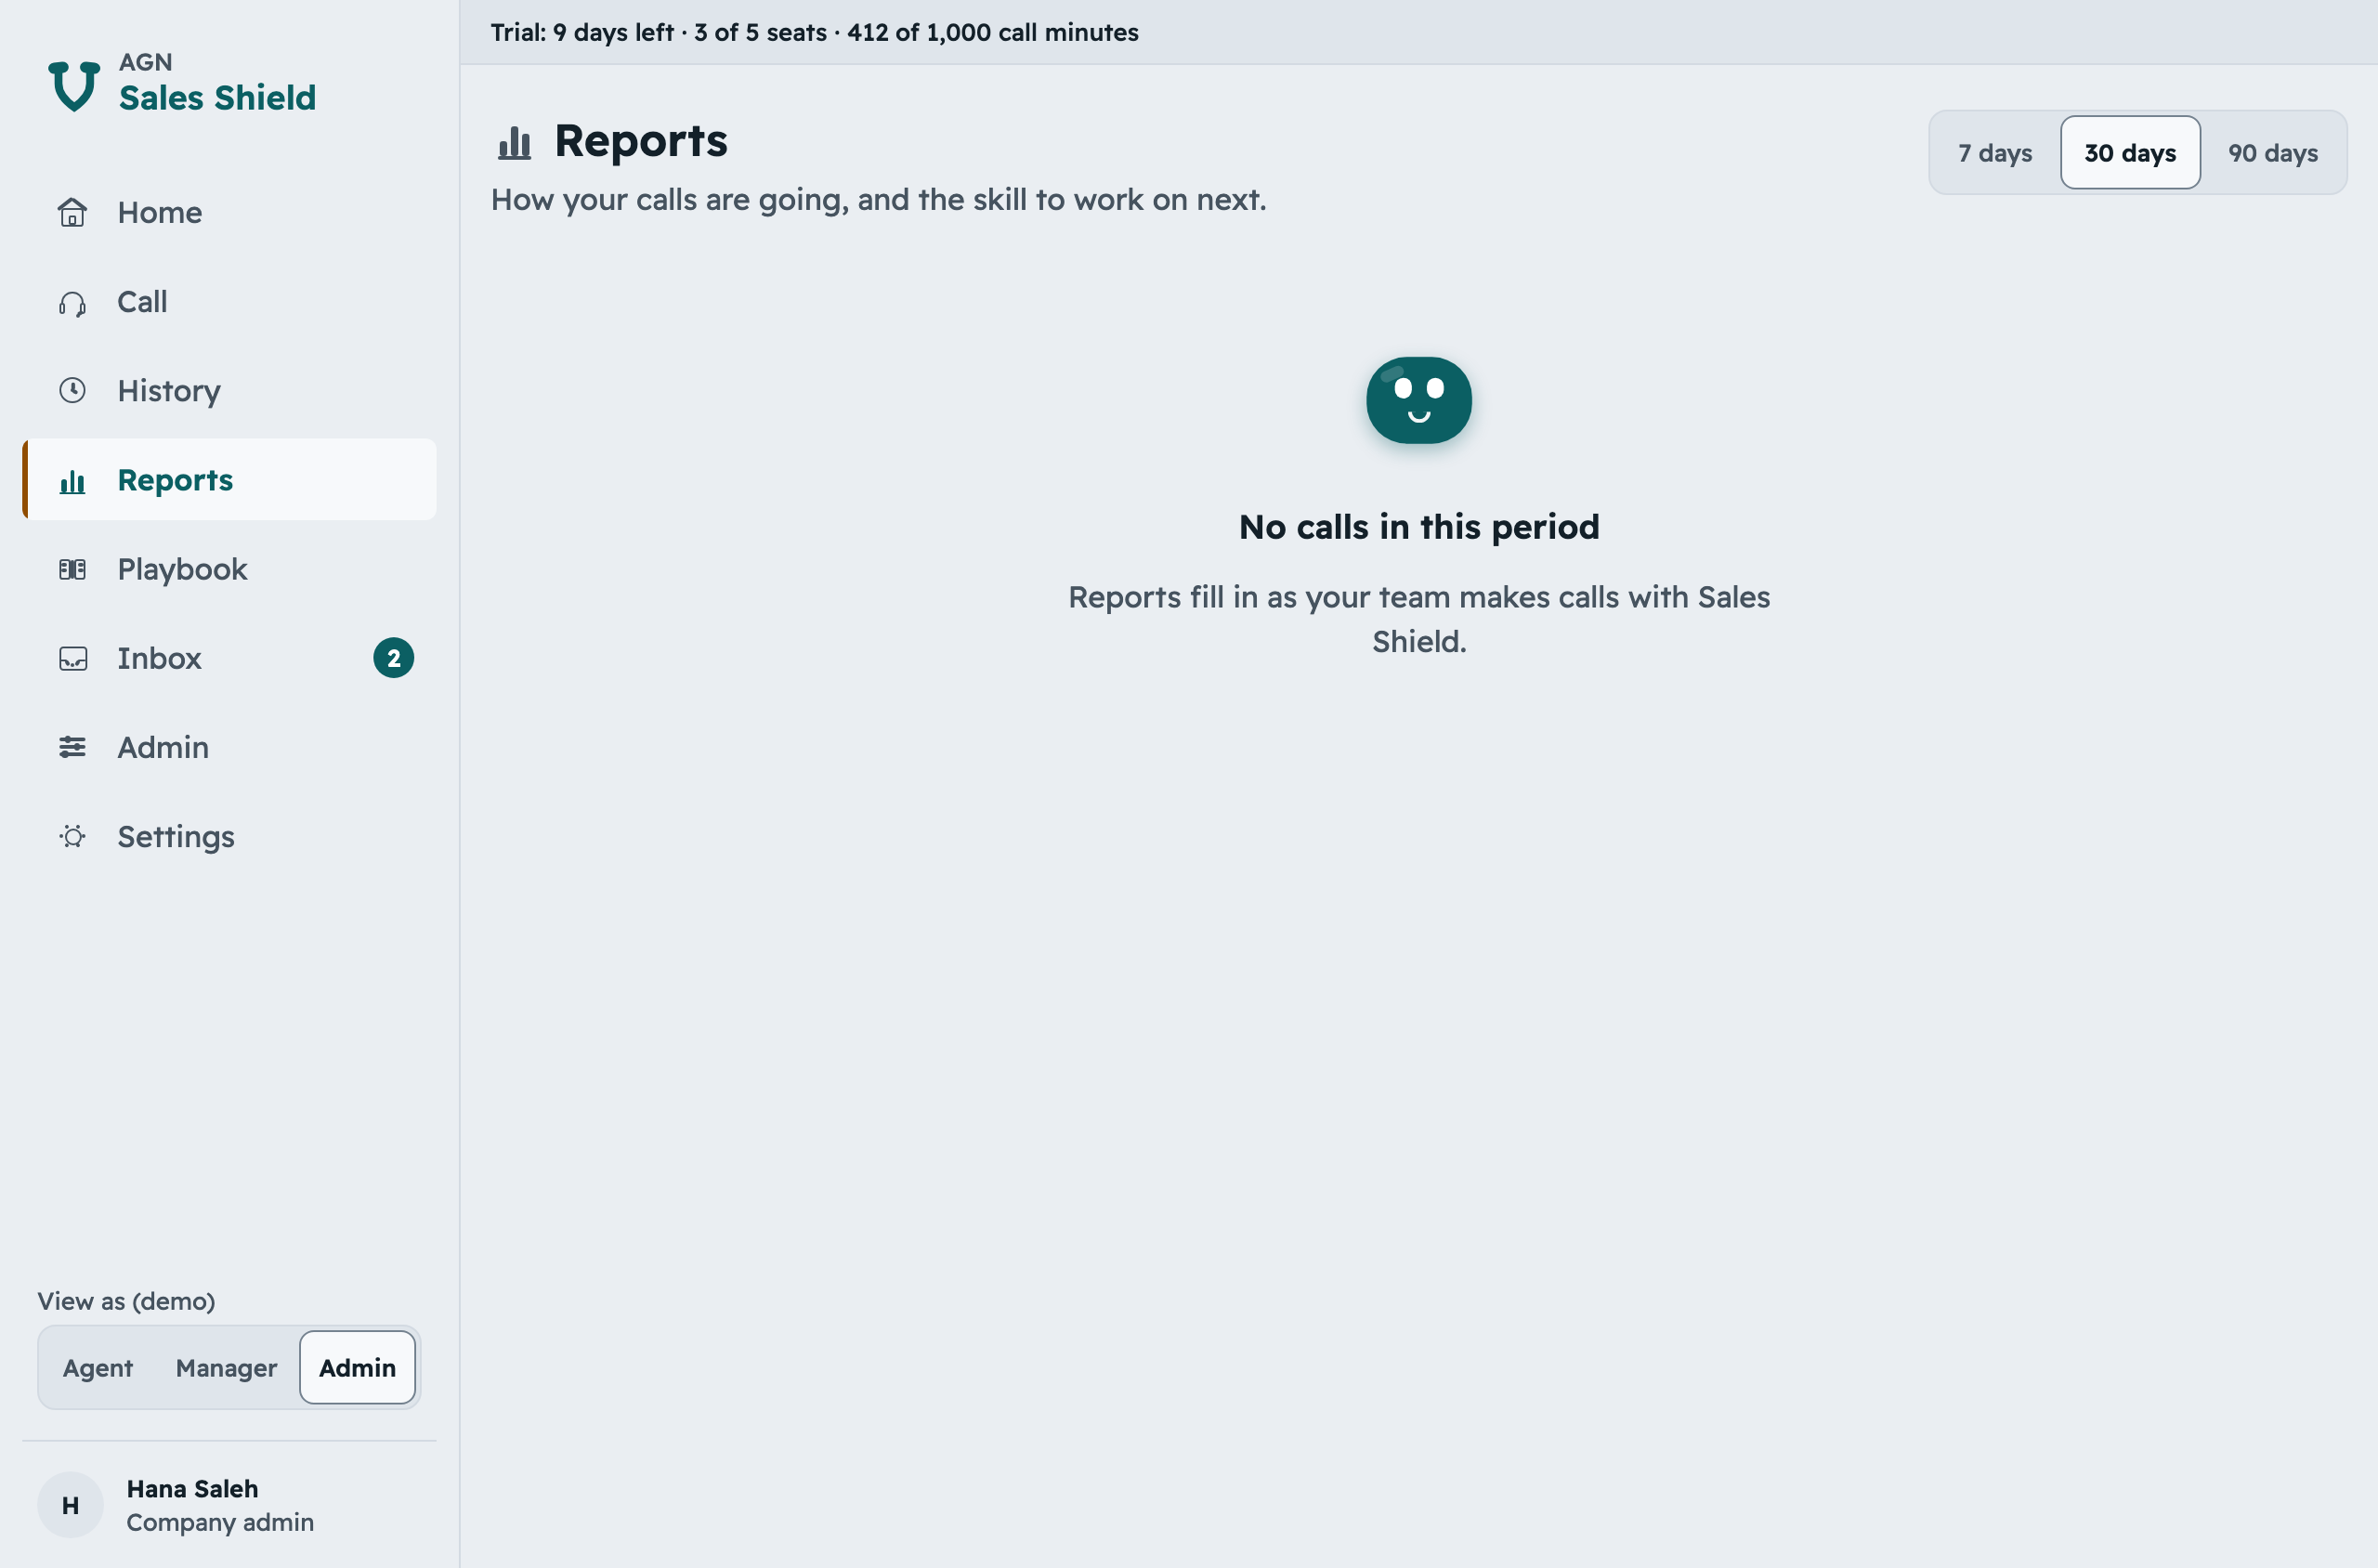 AGN
Sales Shield
Home
Call
History
Reports
Playbook
Inbox
2
Admin
Settings
View as (demo)
Agent
Manager
Admin
H
Hana Saleh
Company admin
Trial: 9 days left · 3 of 5 seats · 412 of 1,000 call minutes
Reports
How your calls are going, and the skill to work on next.
7 days
30 days
90 days
No calls in this period
Reports fill in as your team makes calls with Sales
Shield.